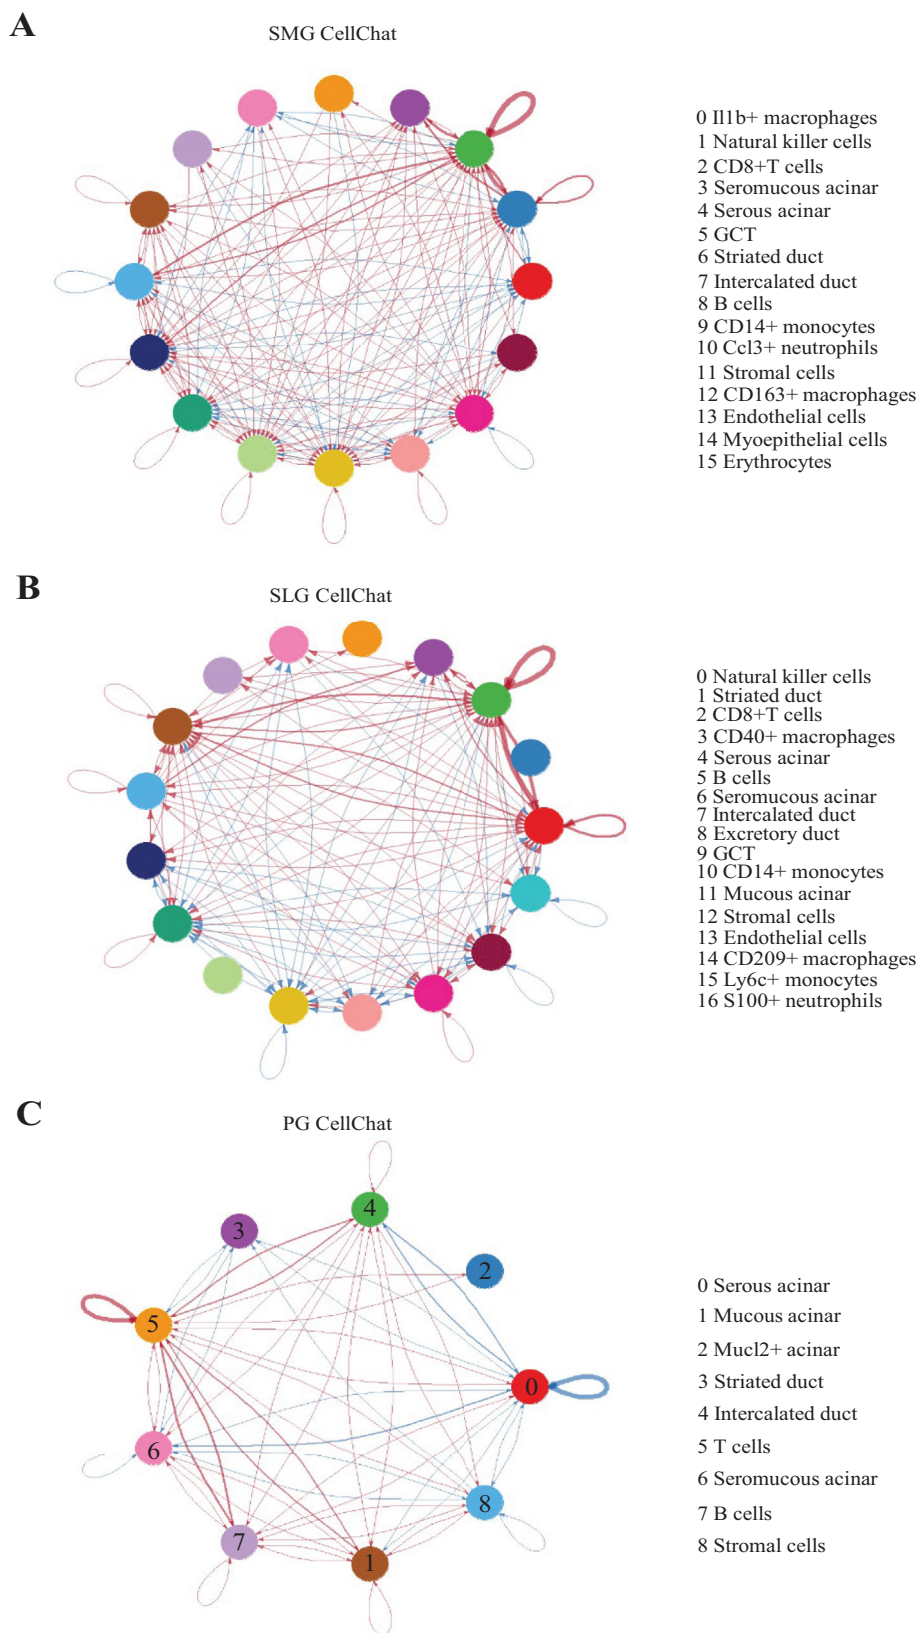 A
SMG CellChat
0 Il1b+ macrophages
1 Natural killer cells
2 CD8+T cells
3 Seromucous acinar
4 Serous acinar
5 GCT
6 Striated duct
7 Intercalated duct
8 B cells
9 CD14+ monocytes
10 Ccl3+ neutrophils
11 Stromal cells
12 CD163+ macrophages
13 Endothelial cells
14 Myoepithelial cells
15 Erythrocytes
B
SLG CellChat
0 Natural killer cells
1 Striated duct
2 CD8+T cells
3 CD40+ macrophages
4 Serous acinar
5 B cells
6 Seromucous acinar
7 Intercalated duct
8 Excretory duct
9 GCT
10 CD14+ monocytes
11 Mucous acinar
12 Stromal cells
13 Endothelial cells
14 CD209+ macrophages
15 Ly6c+ monocytes
16 S100+ neutrophils
C
PG CellChat
4
3
2
5
0
6
8
7
1
0 Serous acinar
1 Mucous acinar
2 Mucl2+ acinar
3 Striated duct
4 Intercalated duct
5 T cells
6 Seromucous acinar
7 B cells
8 Stromal cells